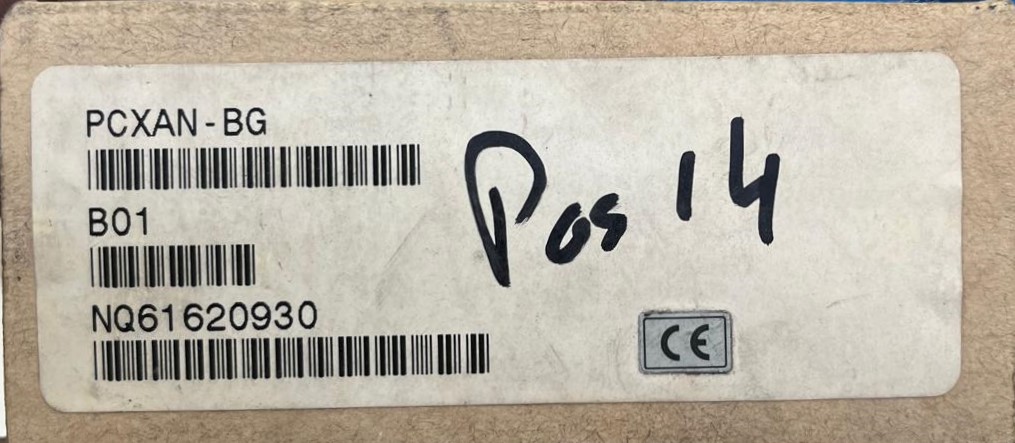 PCXAN-BG
B01
NQ61620930
Pos 14
CE